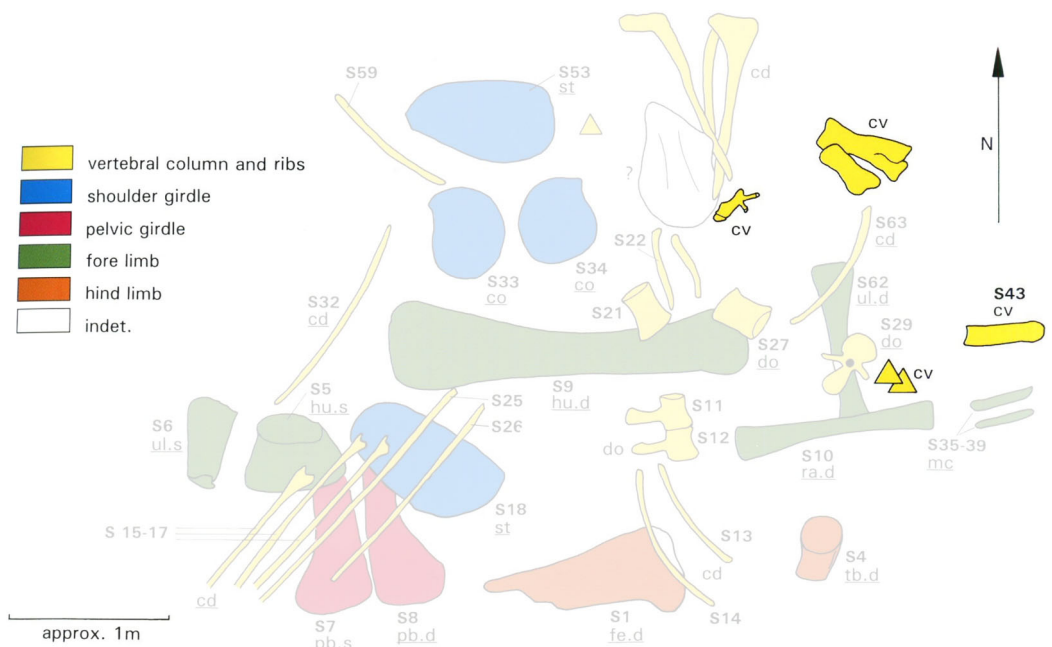 S59
S53
st
cd
cv
N
vertebral column and ribs
shoulder girdle
pelvic girdle
fore limb
hind limb
indet.
?
cv
S63
cd
S22
S33
co
S34
co
S32
cd
S21
S62
ul.d
S43
cv
S27
do
S29
do
cv
S5
hu.s
S9
hu.d
S25
S26
S11
S12
do
S6
ul.s
S10
ra.d
S35-39
mc
S18
st
S 15-17
S13
cd
S4
tb.d
cd
S7
pb.s
S8
pb.d
S1
fe.d
S14
approx. 1m